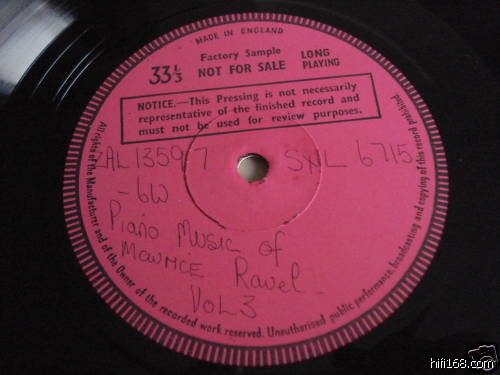 MADE IN ENGLAND
Factory Sample
33 1/3 NOT FOR SALE LONG PLAYING
NOTICE.—This Pressing is not necessarily
representative of the finished record and
must not be used for review purposes.
ZAL 13597 SXL 6715
-6W
Piano Music of
MAURICE Ravel
VOL 3
All rights of the Manufacturer and of the Owner of the recorded work reserved. Unauthorised public performance, broadcasting and copying of this record prohibited.
hifi168.com